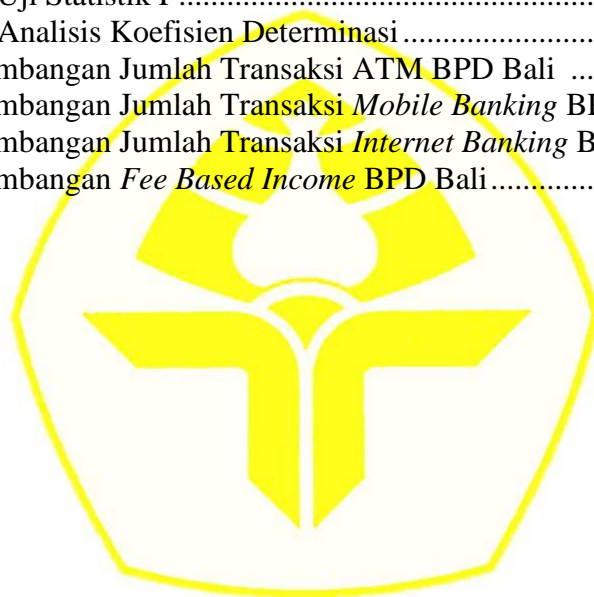 Uji Statistik F ..............................................................
Analisis Koefisien Determinasi ..............................
mbangan Jumlah Transaksi ATM BPD Bali ...
mbangan Jumlah Transaksi Mobile Banking
mbangan Jumlah Transaksi Internet Banking
mbangan Fee Based Income BPD Bali ................